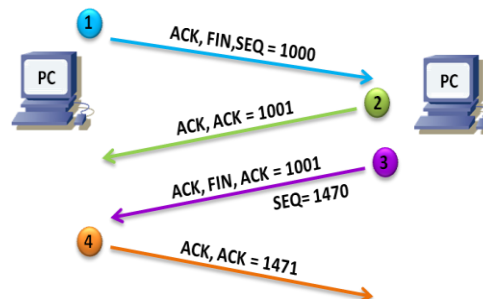 1
ACK, FIN,SEQ = 1000
PC
PC
2
ACK, ACK = 1001
3
ACK, FIN, ACK = 1001
SEQ= 1470
4
ACK, ACK = 1471